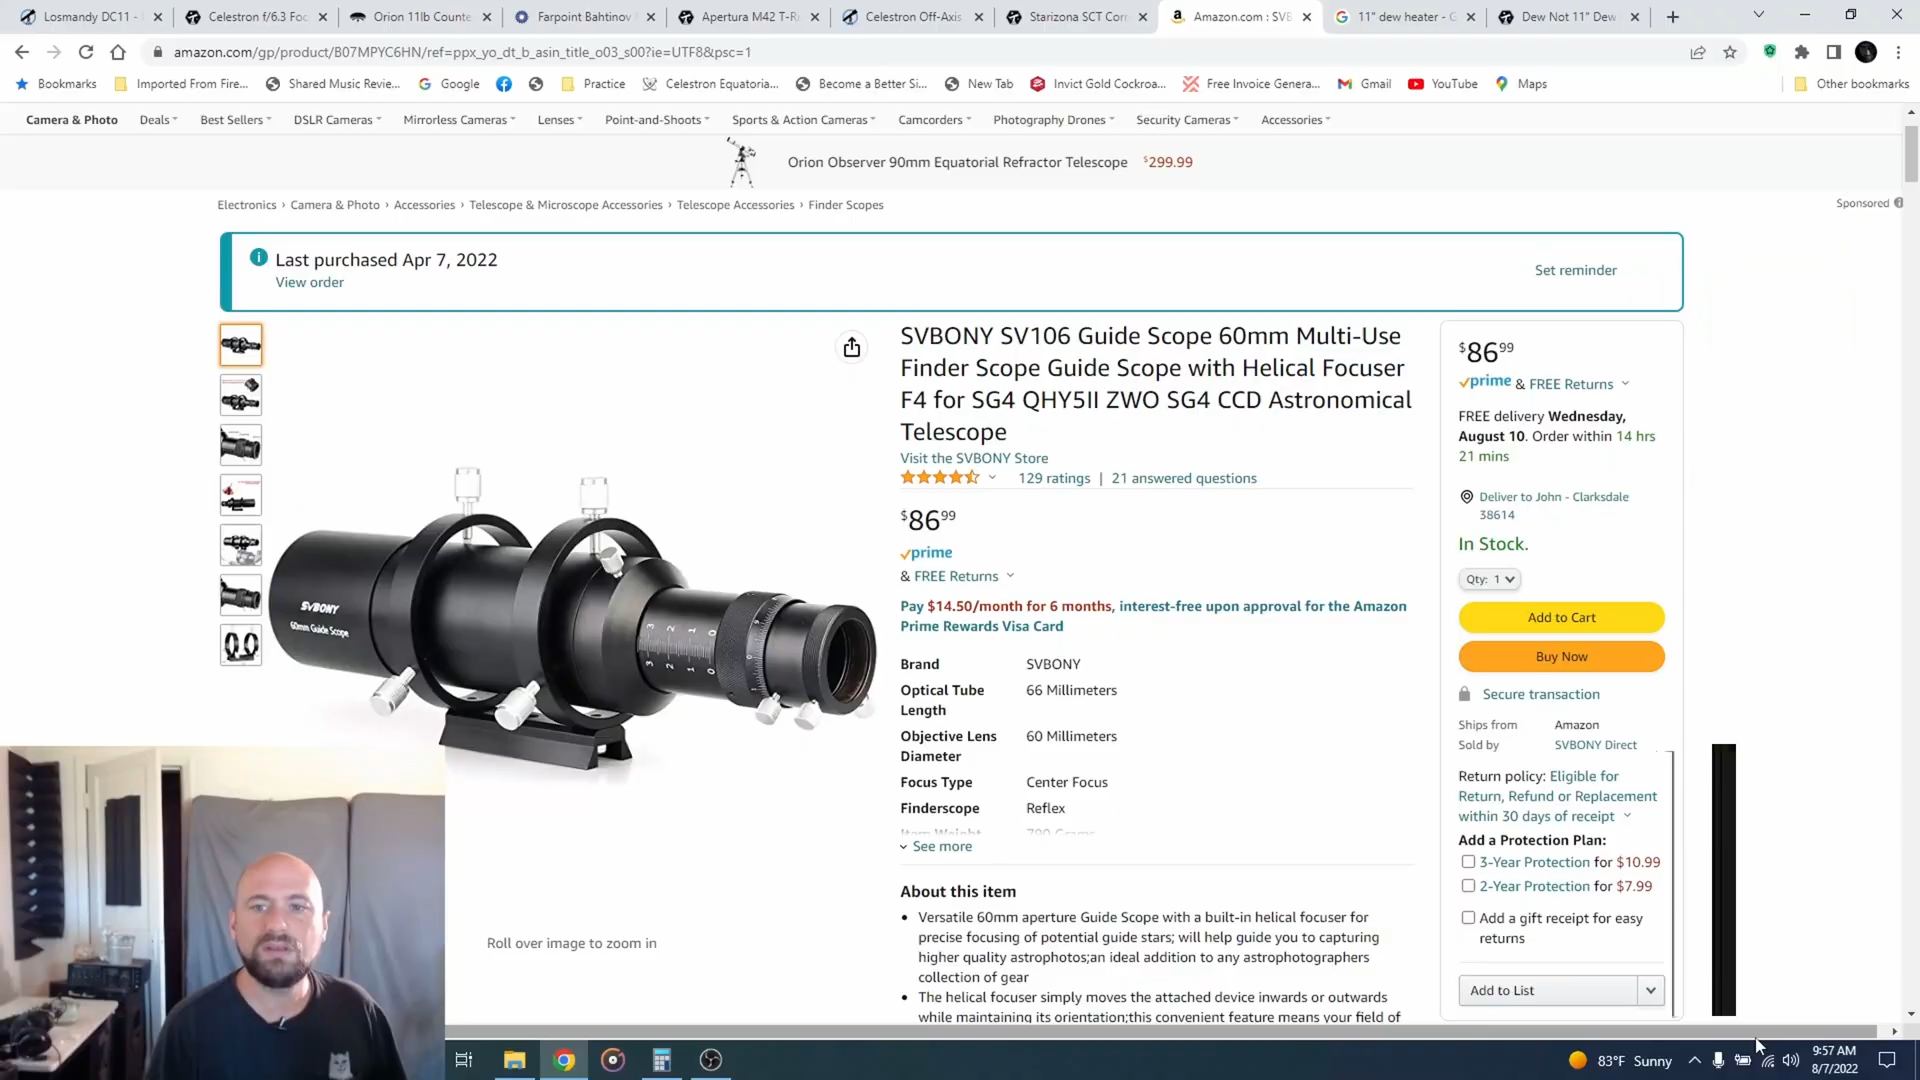 Losmandy DC11 -
Celestron f/6.3 Foc
Orion 11lb Counte
Farpoint Bahtinov
Apertura M42 T-Ri
Celestron Off-Axis
Starizona SCT Corr
Amazon.com : SVB
11" dew heater - G
Dew Not 11" Dew
amazon.com/gp/product/B07MPYC6HN/ref=ppx_yo_dt_b_asin_title_o03_s00?ie=UTF8&psc=1
Bookmarks
Imported From Fire...
Shared Music Revie...
Google
Practice
Celestron Equatoria...
Become a Better Si...
New Tab
Invict Gold Cockroa...
Free Invoice Genera...
Gmail
YouTube
Maps
Other bookmarks
Camera & Photo
Deals
Best Sellers
DSLR Cameras
Mirrorless Cameras
Lenses
Point-and-Shoots
Sports & Action Cameras
Camcorders
Photography Drones
Security Cameras
Accessories
Orion Observer 90mm Equatorial Refractor Telescope $299.99
Electronics › Camera & Photo › Accessories › Telescope & Microscope Accessories › Telescope Accessories › Finder Scopes
Sponsored
Last purchased Apr 7, 2022
View order
Set reminder
SVBONY SV106 Guide Scope 60mm Multi-Use
Finder Scope Guide Scope with Helical Focuser
F4 for SG4 QHY5II ZWO SG4 CCD Astronomical
Telescope
Visit the SVBONY Store
129 ratings | 21 answered questions
$86 99
prime
& FREE Returns
Pay $14.50/month for 6 months, interest-free upon approval for the Amazon
Prime Rewards Visa Card
Brand SVBONY
Optical Tube Length 66 Millimeters
Objective Lens Diameter 60 Millimeters
Focus Type Center Focus
Finderscope Reflex
Item Weight 790 Grams
See more
About this item
• Versatile 60mm aperture Guide Scope with a built-in helical focuser for
precise focusing of potential guide stars; will help guide you to capturing
higher quality astrophotos;an ideal addition to any astrophotographers
collection of gear
• The helical focuser simply moves the attached device inwards or outwards
while maintaining its orientation;this convenient feature means your field of
SVBONY
60mm Guide Scope
3 2 1 0
3 2 1 0
Roll over image to zoom in
$86 99
prime & FREE Returns
FREE delivery Wednesday,
August 10. Order within 14 hrs
21 mins
Deliver to John - Clarksdale
38614
In Stock.
Qty: 1
Add to Cart
Buy Now
Secure transaction
Ships from Amazon
Sold by SVBONY Direct
Return policy: Eligible for
Return, Refund or Replacement
within 30 days of receipt
Add a Protection Plan:
3-Year Protection for $10.99
2-Year Protection for $7.99
Add a gift receipt for easy
returns
Add to List
83°F Sunny
9:57 AM
8/7/2022